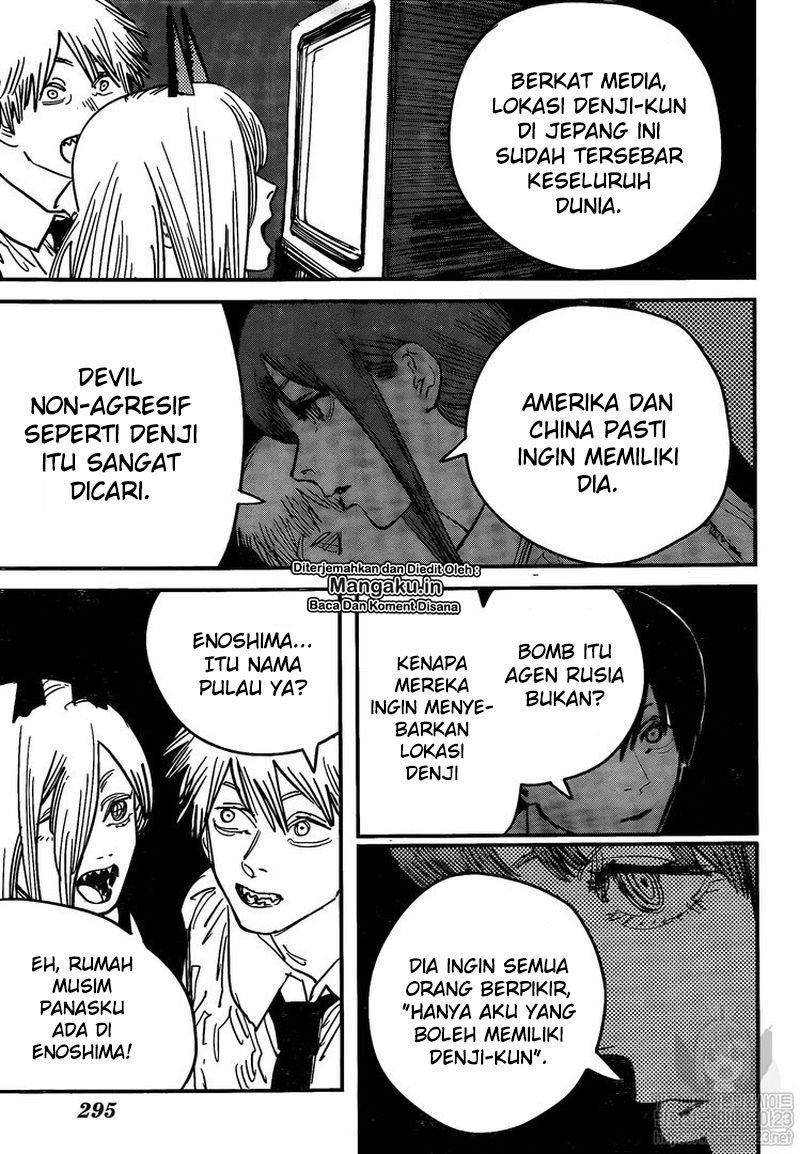 BERKAT MEDIA,
LOKASI DENJI-KUN
DI JEPANG INI
SUDAH TERSEBAR
KESELURUH
DUNIA.
AMERIKA DAN
CHINA PASTI
INGIN MEMILIKI
DIA.
DEVIL
NON-AGRESIF
SEPERTI DENJI
ITU SANGAT
DICARI.
Diterjemahkan dan Diedit Oleh :
Mangaku.in
Baca Dan Koment Disana
BOMB ITU
AGEN RUSIA
BUKAN?
KENAPA
MEREKA
INGIN MENYE-
BARKAN
LOKASI
DENJI
ENOSHIMA...
ITU NAMA
PULAU YA?
EH, RUMAH
MUSIM
PANASKU
ADA DI
ENOSHIMA!
DIA INGIN SEMUA
ORANG BERPIKIR,
"HANYA AKU YANG
BOLEH MEMILIKI
DENJI-KUN".
295